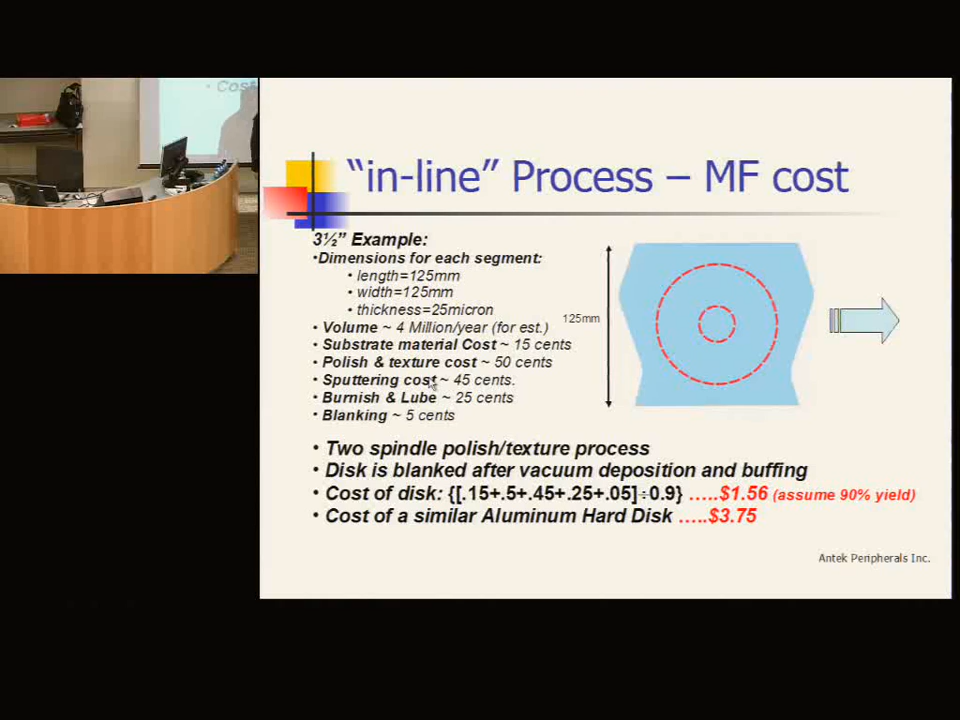 • Cost
"in-line" Process – MF cost
3½" Example:
•Dimensions for each segment:
• length=125mm
• width=125mm
• thickness=25micron
• Volume ~ 4 Million/year (for est.)
• Substrate material Cost ~ 15 cents
• Polish & texture cost ~ 50 cents
• Sputtering cost ~ 45 cents.
• Burnish & Lube ~ 25 cents
• Blanking ~ 5 cents
125mm
• Two spindle polish/texture process
• Disk is blanked after vacuum deposition and buffing
• Cost of disk: {[.15+.5+.45+.25+.05]÷0.9} …..$1.56 (assume 90% yield)
• Cost of a similar Aluminum Hard Disk …..$3.75
Antek Peripherals Inc.